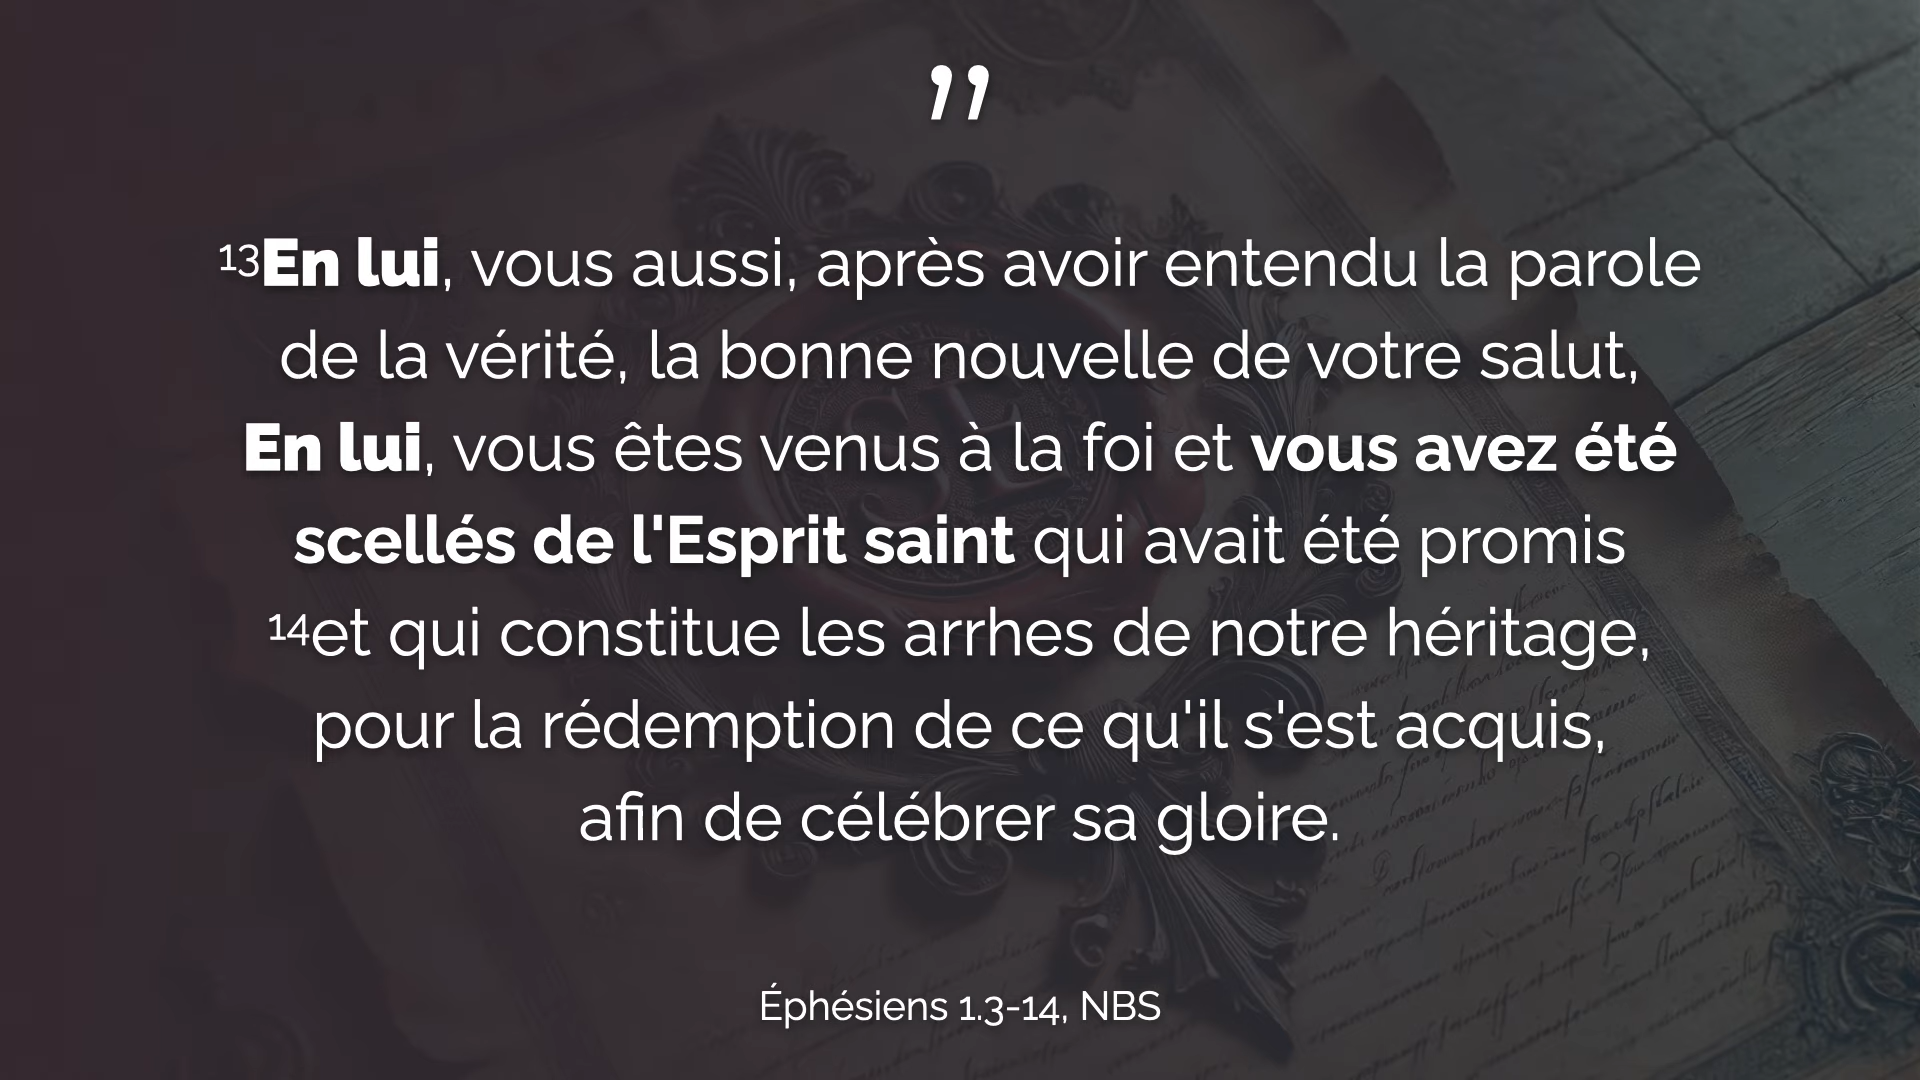 ”
¹³En lui, vous aussi, après avoir entendu la parole
de la vérité, la bonne nouvelle de votre salut,
En lui, vous êtes venus à la foi et vous avez été
scellés de l'Esprit saint qui avait été promis
¹⁴et qui constitue les arrhes de notre héritage,
pour la rédemption de ce qu'il s'est acquis,
afin de célébrer sa gloire.
Éphésiens 1.3-14, NBS